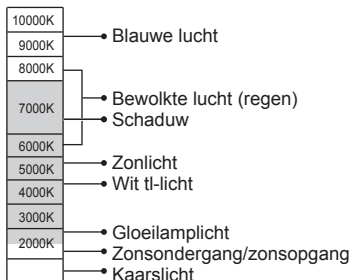 10000K
Blauwe lucht
9000K
8000K
Bewolkte lucht (regen)
7000K
Schaduw
6000K
Zonlicht
5000K
Wit tl-licht
4000K
3000K
Gloeilamplicht
2000K
Zonsondergang/zonsopgang
Kaarslicht